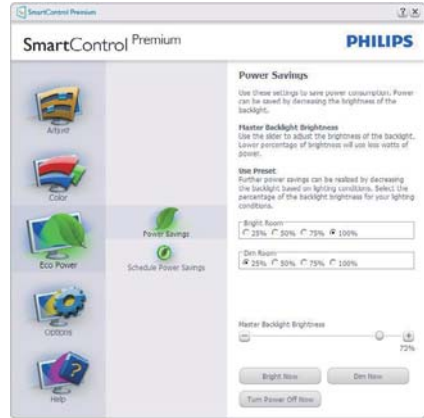 SmartControl Premium
SmartControl Premium
PHILIPS
Adjust
Color
Eco Power
Options
Help
Power Savings
Schedule Power Savings
Power Savings
Use these settings to save power consumption. Power
can be saved by decreasing the brightness of the
backlight.
Master Backlight Brightness
Use the slider to adjust the brightness of the backlight.
Lower percentage of brightness will use less watts of
power.
Use Preset
Further power savings can be realized by decreasing
the backlight based on lighting conditions. Select the
percentage of the backlight brightness for your lighting
conditions.
Bright Room
25% 50% 75% 100%
Dim Room
25% 50% 75% 100%
Master Backlight Brightness
72%
Bright Now Dim Now
Turn Power Off Now